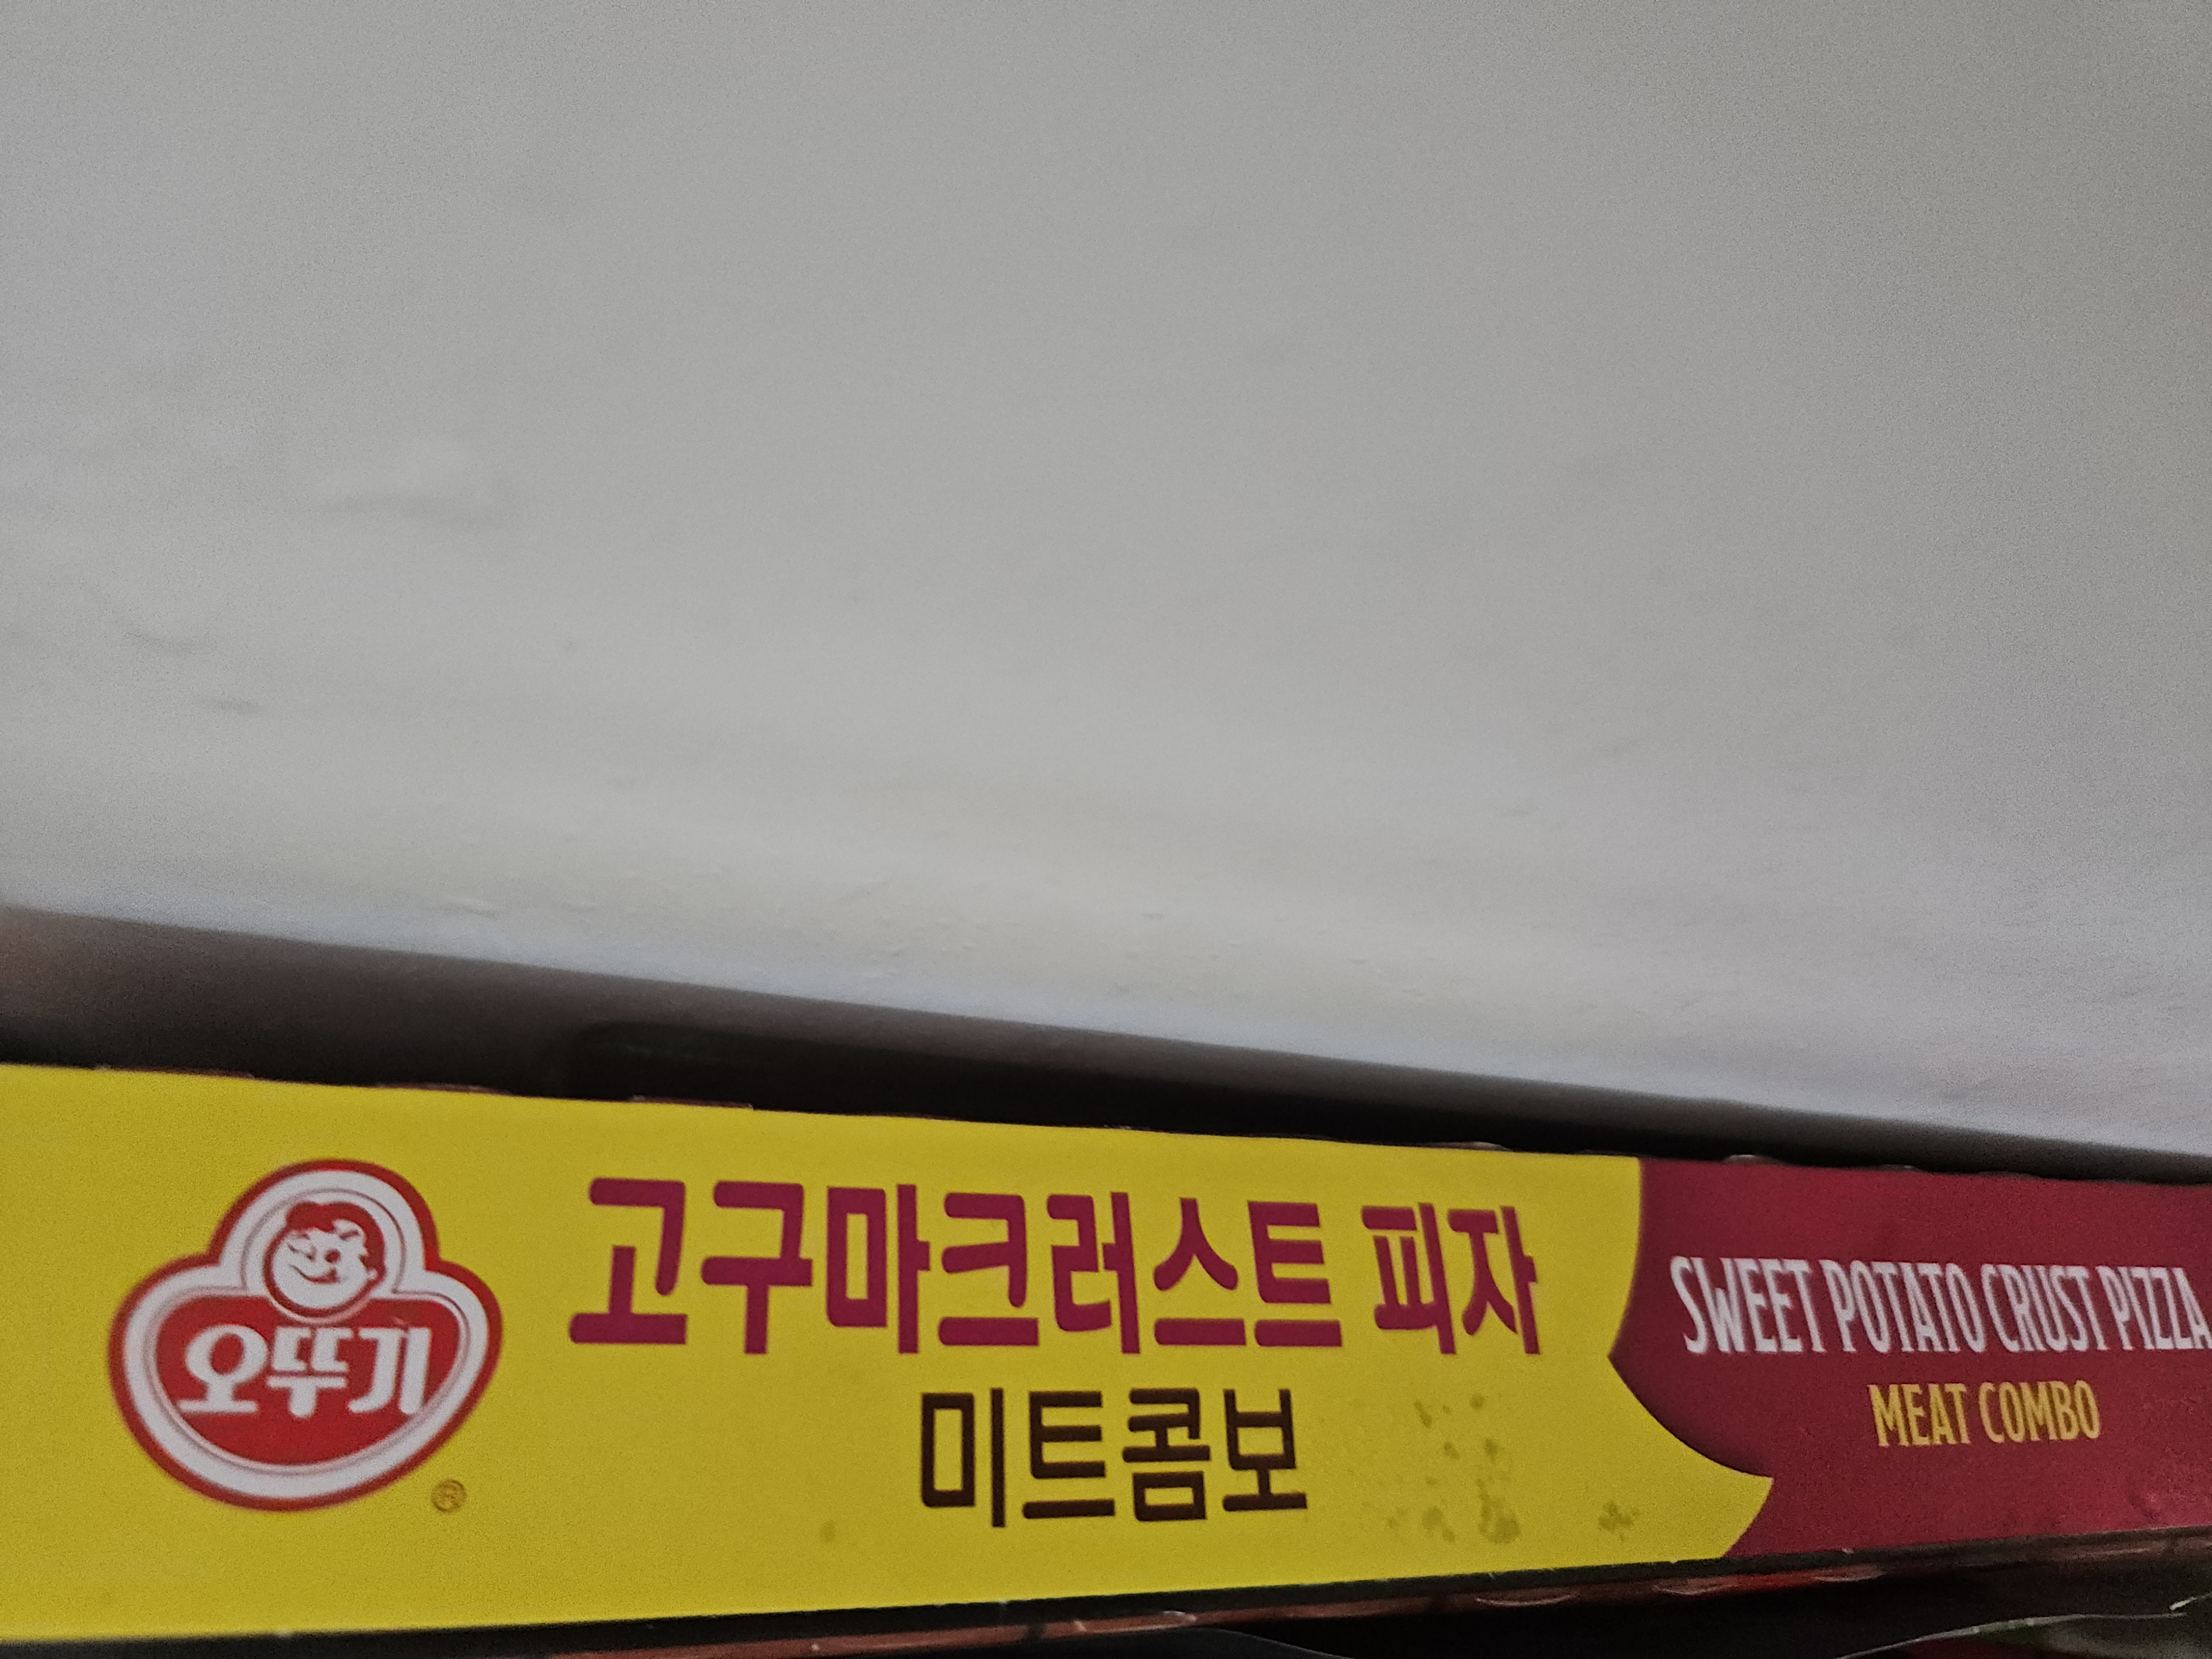 오뚜기
®
고구마크러스트 피자
미트콤보
SWEET POTATO CRUST PIZZA
MEAT COMBO